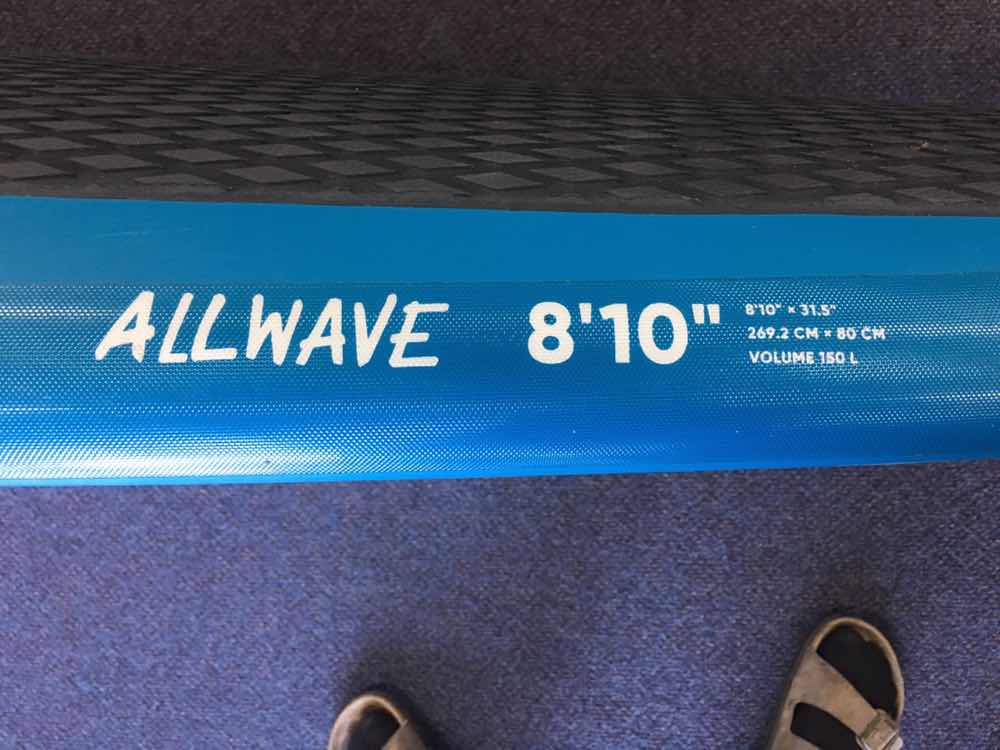 ALLWAVE 8'10"
8'10" × 31.5"
269.2 CM × 80 CM
VOLUME 150 L